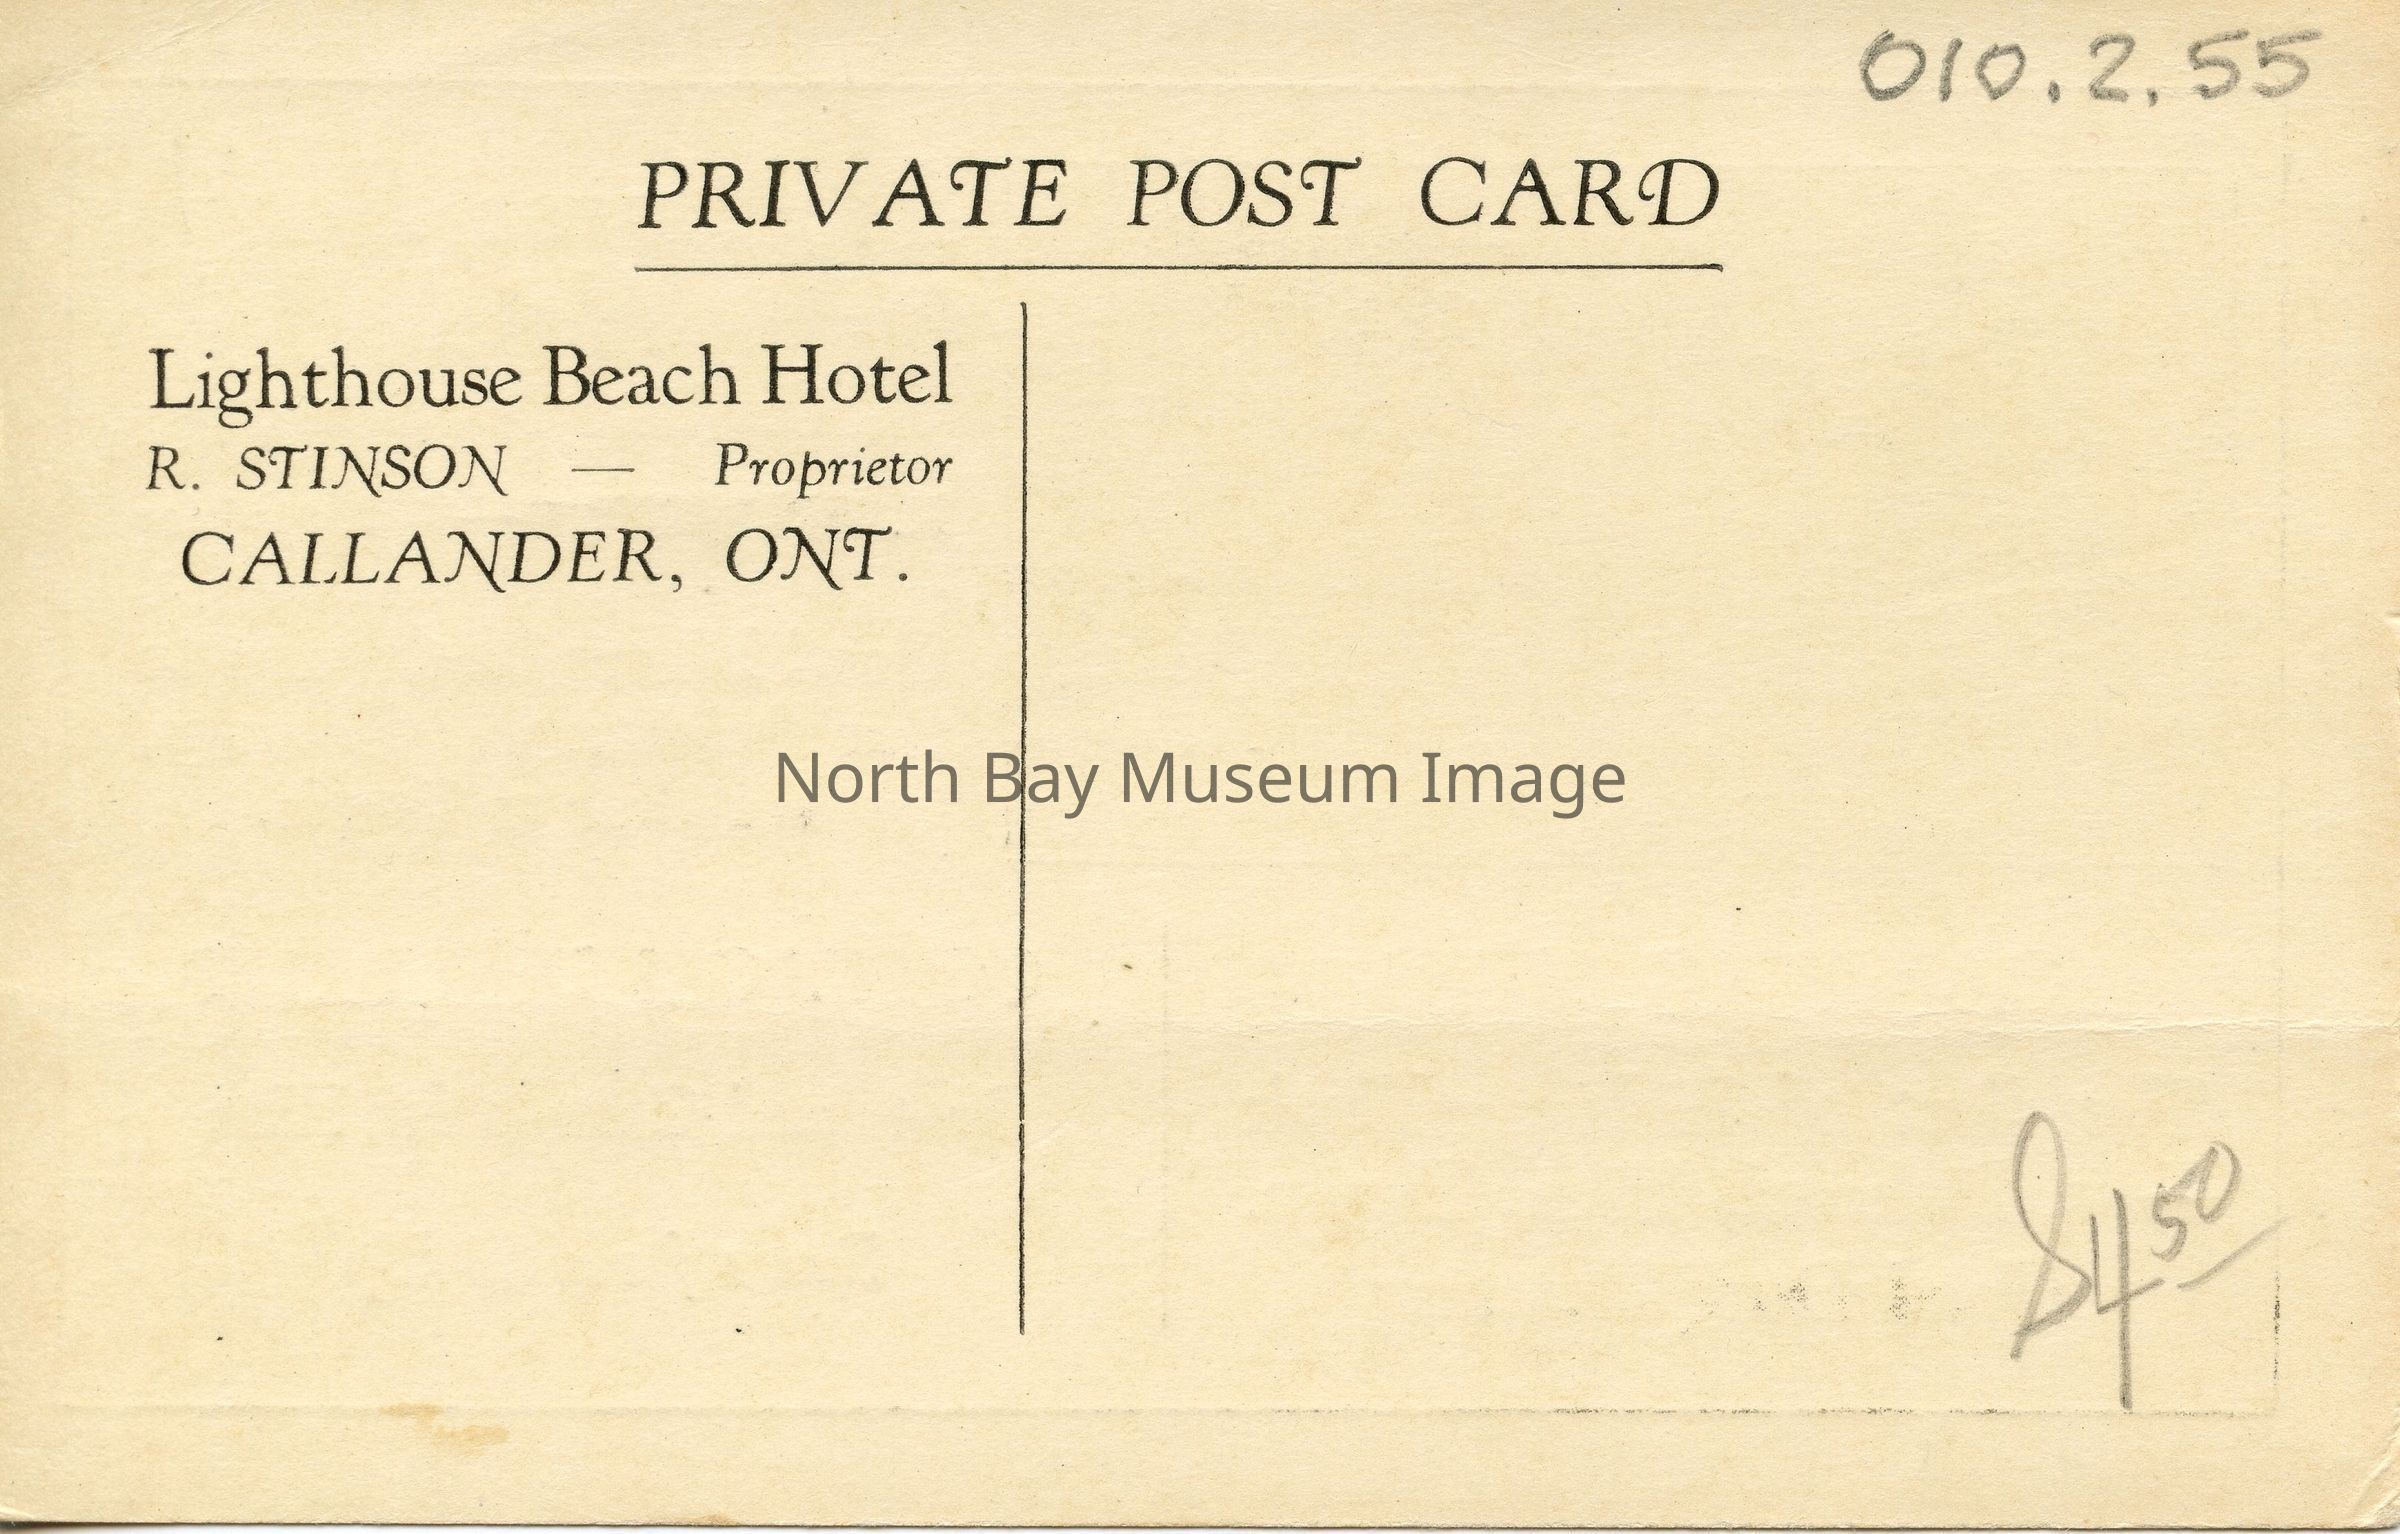 010.2.55
PRIVATE POST CARD
Lighthouse Beach Hotel
R. STINSON — Proprietor
CALLANDER, ONT.
North Bay Museum Image
$4 50